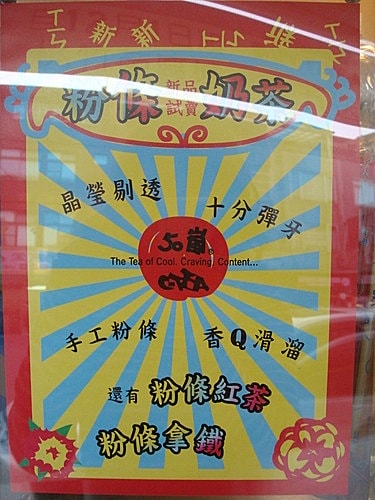 新新
粉條 新品試賣 奶茶
晶瑩剔透
十分彈牙
50嵐
The Tea of Cool. Craving, Content...
手工粉條
香Q滑溜
還有 粉條紅茶
粉條拿鐵